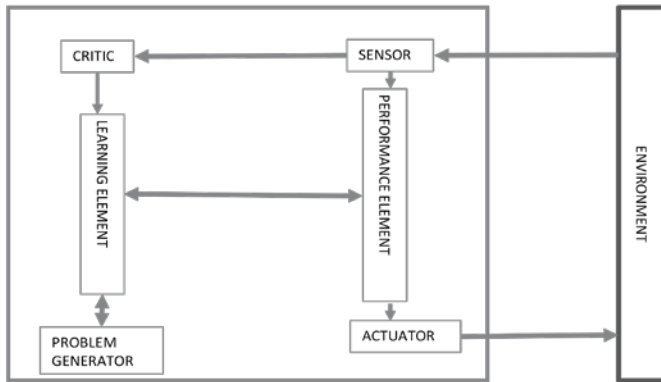 CRITIC
SENSOR
LEARNING ELEMENT
PERFORMANCE ELEMENT
ENVIRONMENT
PROBLEM
GENERATOR
ACTUATOR